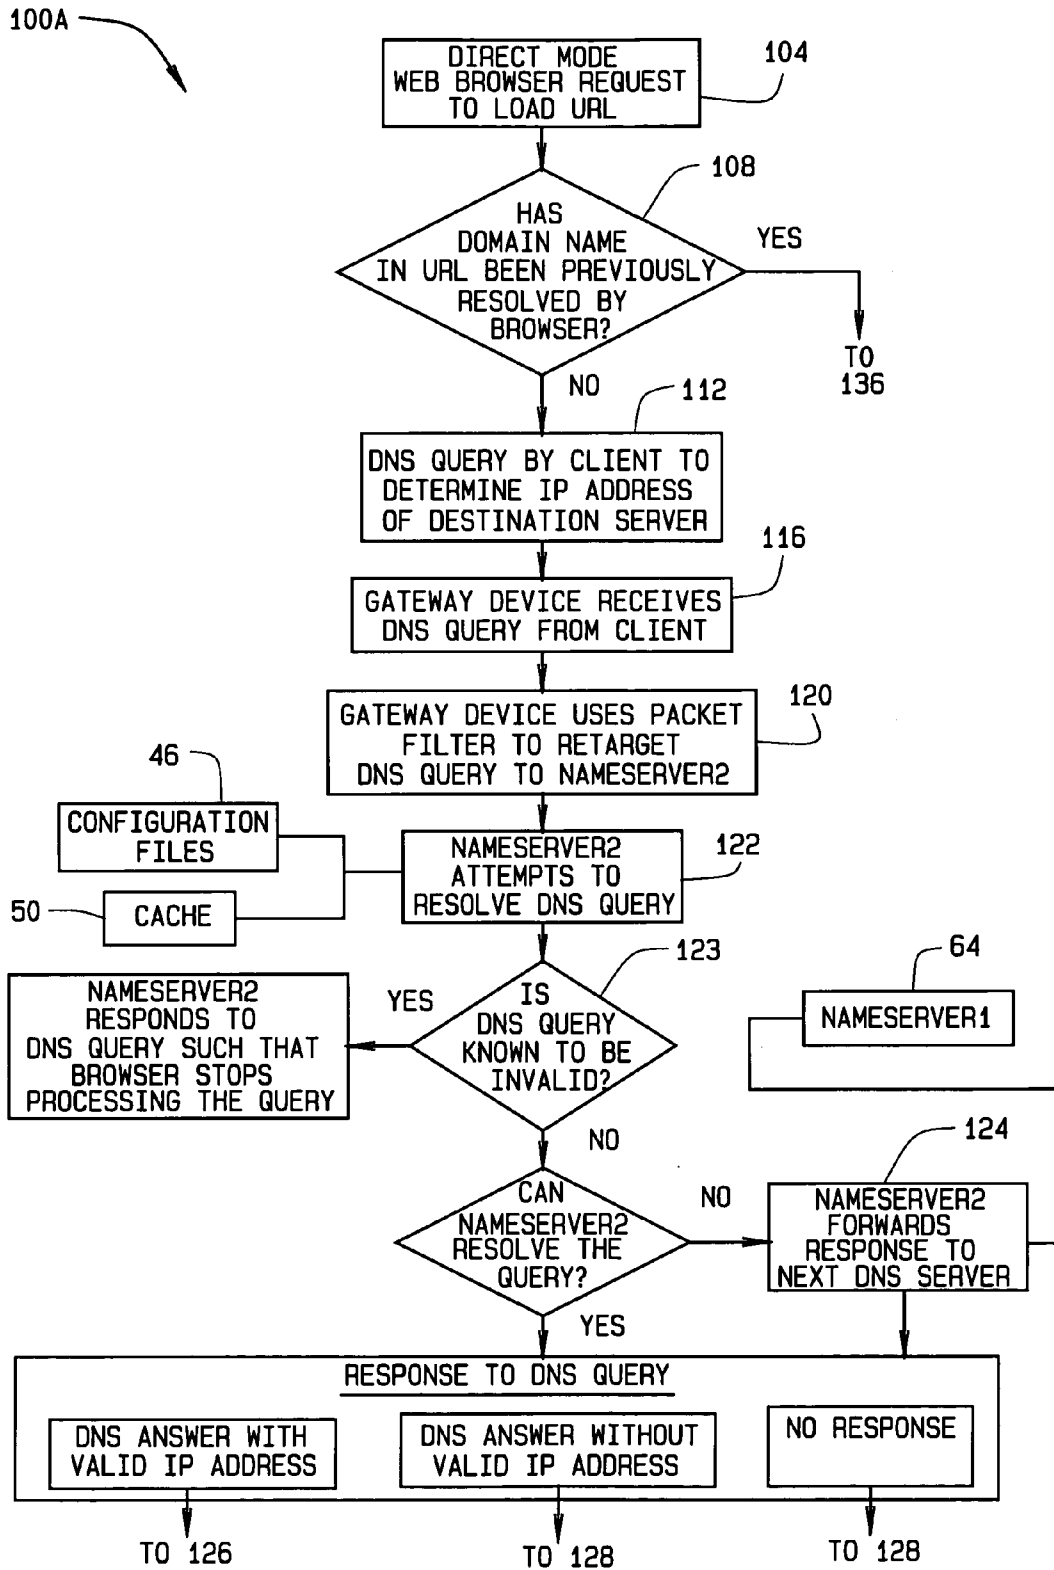 100A
DIRECT MODE
WEB BROWSER REQUEST
TO LOAD URL
104
108
HAS
DOMAIN NAME
IN URL BEEN PREVIOUSLY
RESOLVED BY
BROWSER?
YES
TO
136
NO
112
DNS QUERY BY CLIENT TO
DETERMINE IP ADDRESS
OF DESTINATION SERVER
116
GATEWAY DEVICE RECEIVES
DNS QUERY FROM CLIENT
120
GATEWAY DEVICE USES PACKET
FILTER TO RETARGET
DNS QUERY TO NAMESERVER2
46
CONFIGURATION
FILES
50
CACHE
NAMESERVER2
ATTEMPTS TO
RESOLVE DNS QUERY
122
123
IS
DNS QUERY
KNOWN TO BE
INVALID?
YES
NAMESERVER2
RESPONDS TO
DNS QUERY SUCH THAT
BROWSER STOPS
PROCESSING THE QUERY
64
NAMESERVER1
NO
124
CAN
NAMESERVER2
RESOLVE THE
QUERY?
NO
NAMESERVER2
FORWARDS
RESPONSE TO
NEXT DNS SERVER
YES
RESPONSE TO DNS QUERY
DNS ANSWER WITH
VALID IP ADDRESS
DNS ANSWER WITHOUT
VALID IP ADDRESS
NO RESPONSE
TO 126
TO 128
TO 128